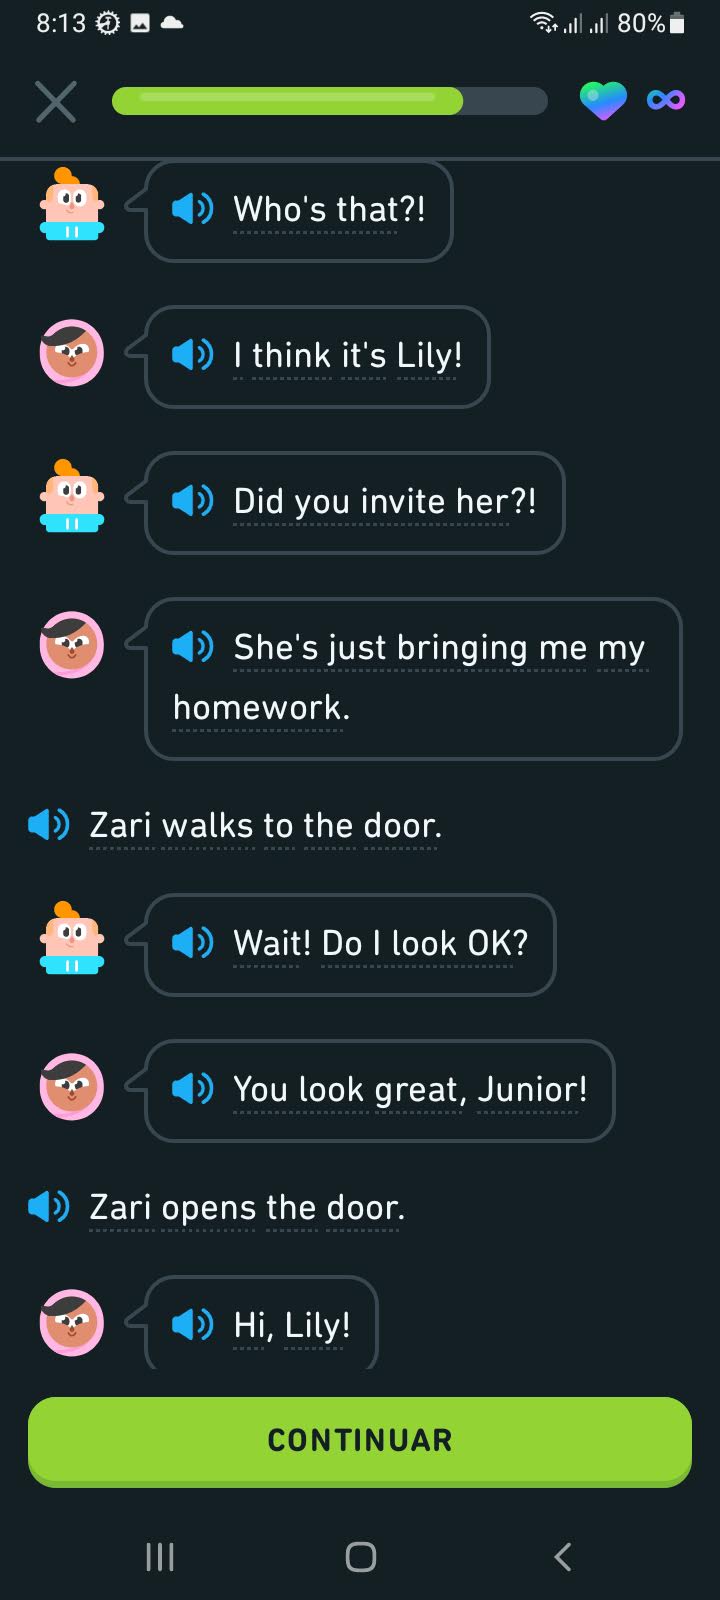 8:13 80%
Who's that?!
I think it's Lily!
Did you invite her?!
She's just bringing me my
homework.
Zari walks to the door.
Wait! Do I look OK?
You look great, Junior!
Zari opens the door.
Hi, Lily!
CONTINUAR